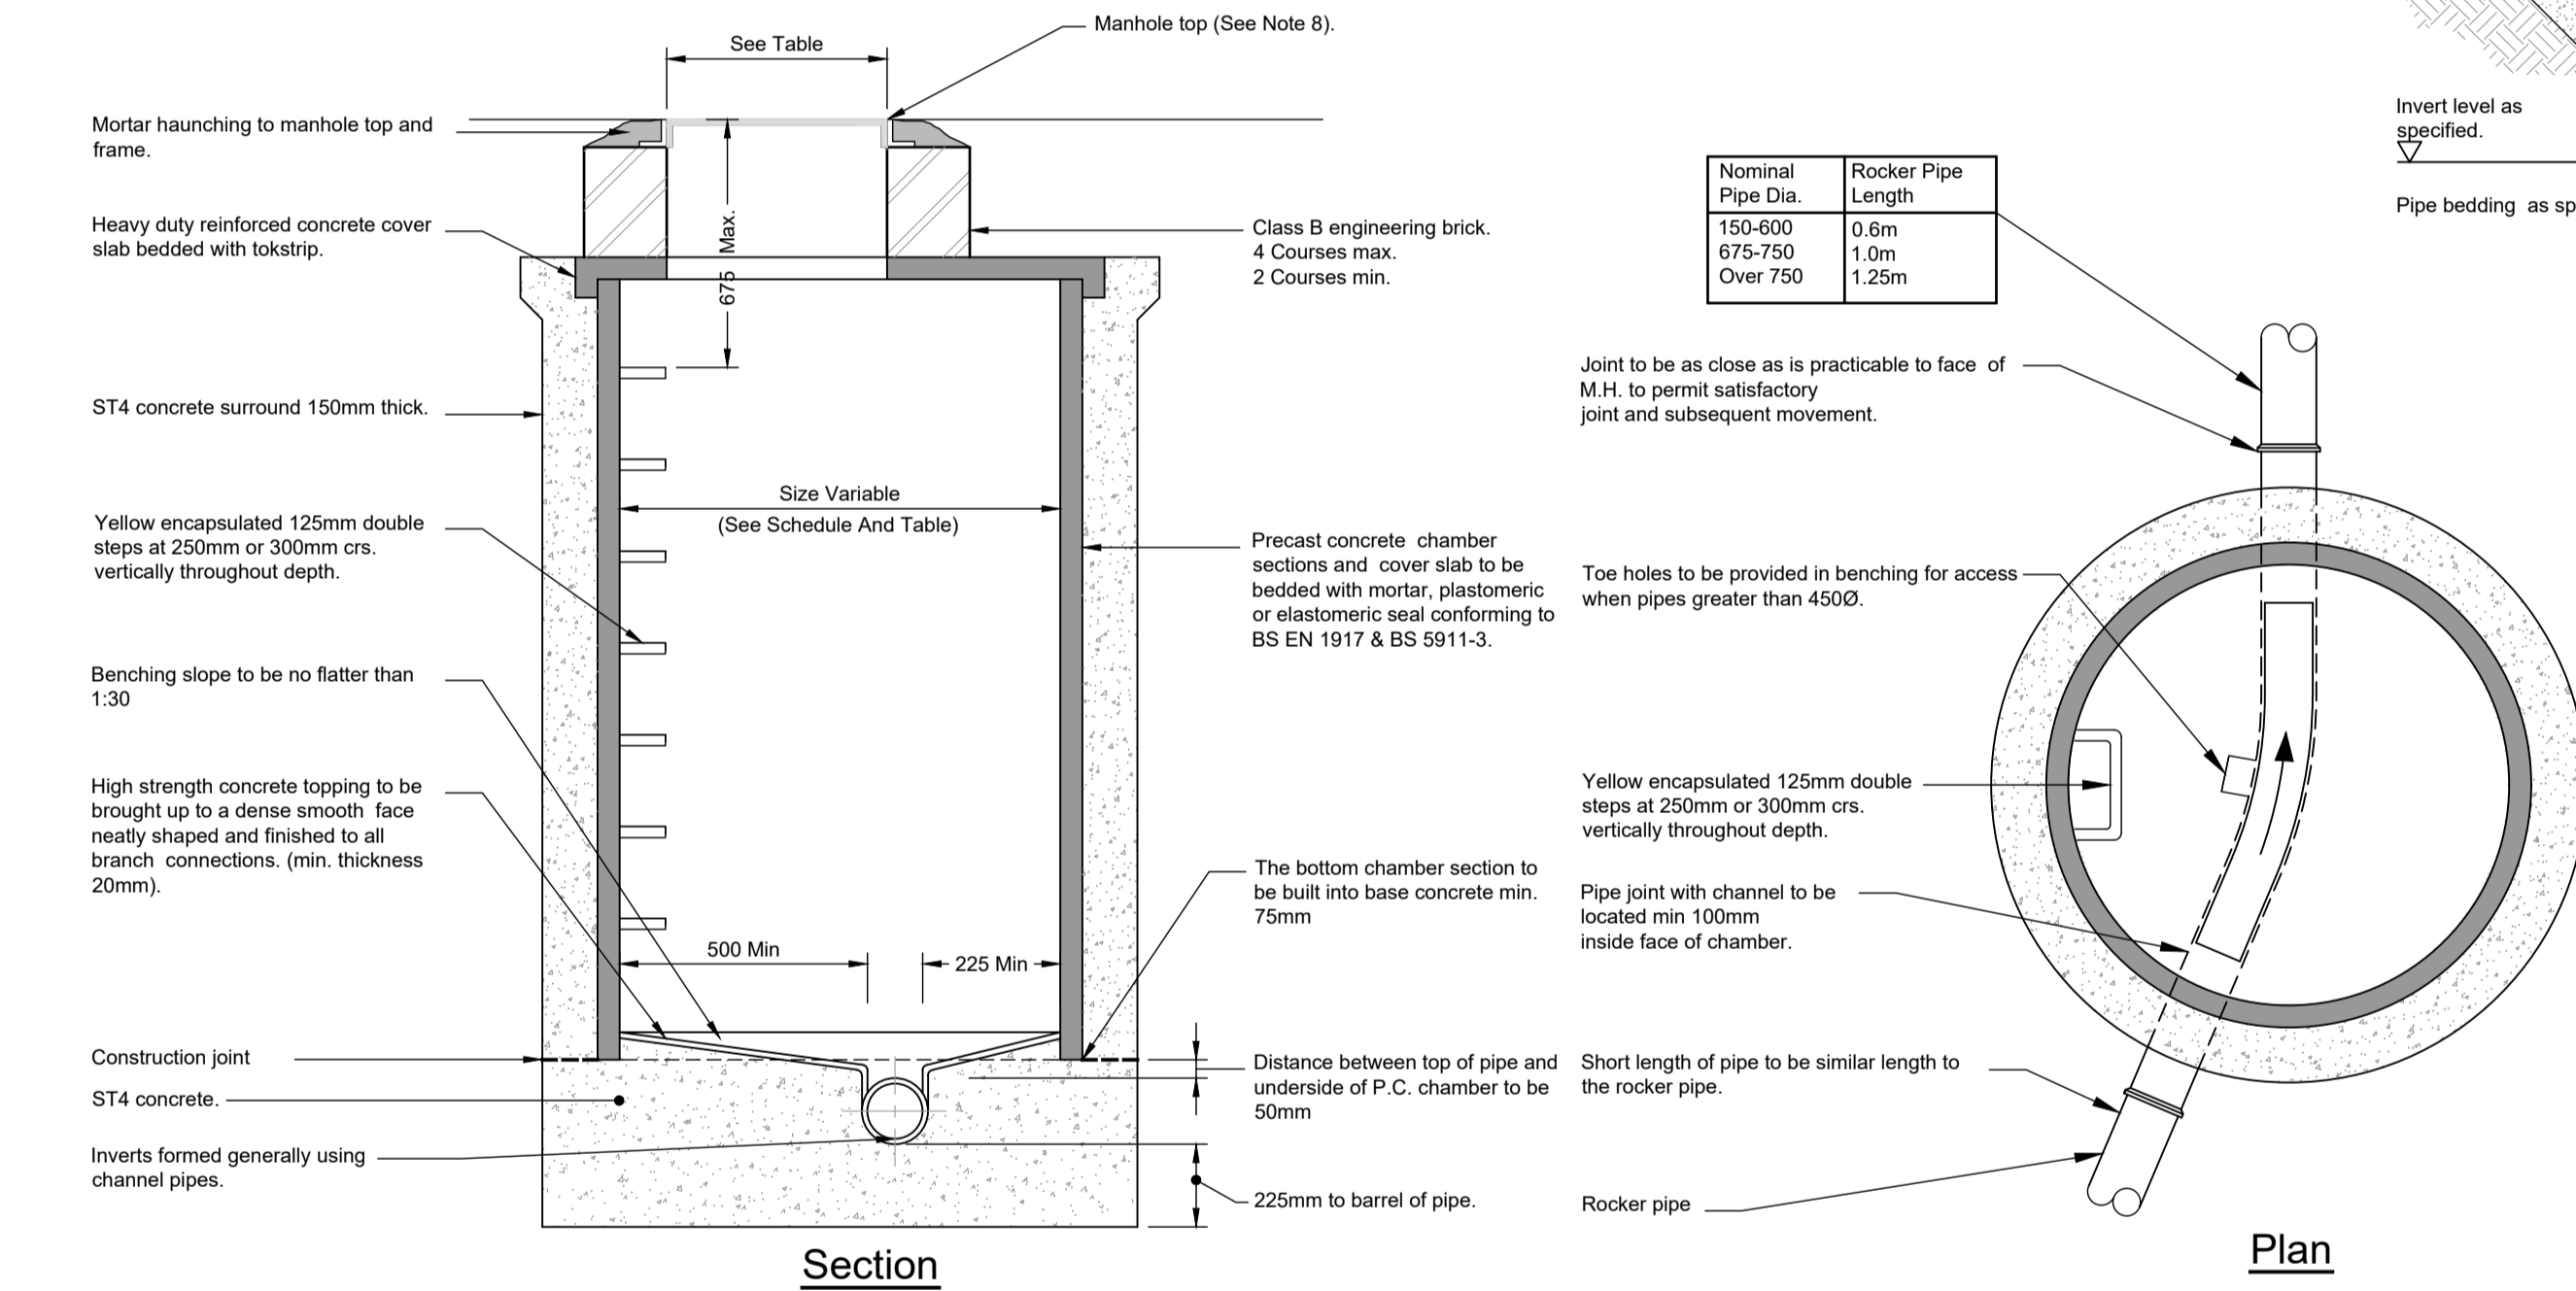 Manhole top (See Note 8).
See Table
Mortar haunching to manhole top and
frame.
Heavy duty reinforced concrete cover
slab bedded with tokstrip.
675 Max.
Class B engineering brick.
4 Courses max.
2 Courses min.
ST4 concrete surround 150mm thick.
Size Variable
(See Schedule And Table)
Yellow encapsulated 125mm double
steps at 250mm or 300mm crs.
vertically throughout depth.
Precast concrete chamber
sections and cover slab to be
bedded with mortar, plastomeric
or elastomeric seal conforming to
BS EN 1917 & BS 5911-3.
Benching slope to be no flatter than
1:30
High strength concrete topping to be
brought up to a dense smooth face
neatly shaped and finished to all
branch connections. (min. thickness
20mm).
The bottom chamber section to
be built into base concrete min.
75mm
500 Min
225 Min
Construction joint
ST4 concrete.
Inverts formed generally using
channel pipes.
Distance between top of pipe and
underside of P.C. chamber to be
50mm
225mm to barrel of pipe.
Section
Nominal Pipe Dia. Rocker Pipe Length
150-600 0.6m
675-750 1.0m
Over 750 1.25m
Invert level as
specified.
Pipe bedding as sp
Joint to be as close as is practicable to face of
M.H. to permit satisfactory
joint and subsequent movement.
Toe holes to be provided in benching for access
when pipes greater than 450Ø.
Yellow encapsulated 125mm double
steps at 250mm or 300mm crs.
vertically throughout depth.
Pipe joint with channel to be
located min 100mm
inside face of chamber.
Short length of pipe to be similar length to
the rocker pipe.
Rocker pipe
Plan